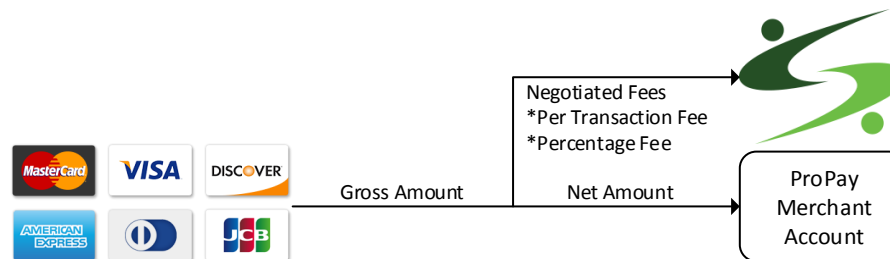 Negotiated Fees
*Per Transaction Fee
*Percentage Fee
MasterCard
VISA
DISCOVER
Gross Amount
Net Amount
ProPay
Merchant
Account
AMERICAN
EXPRESS
JCB